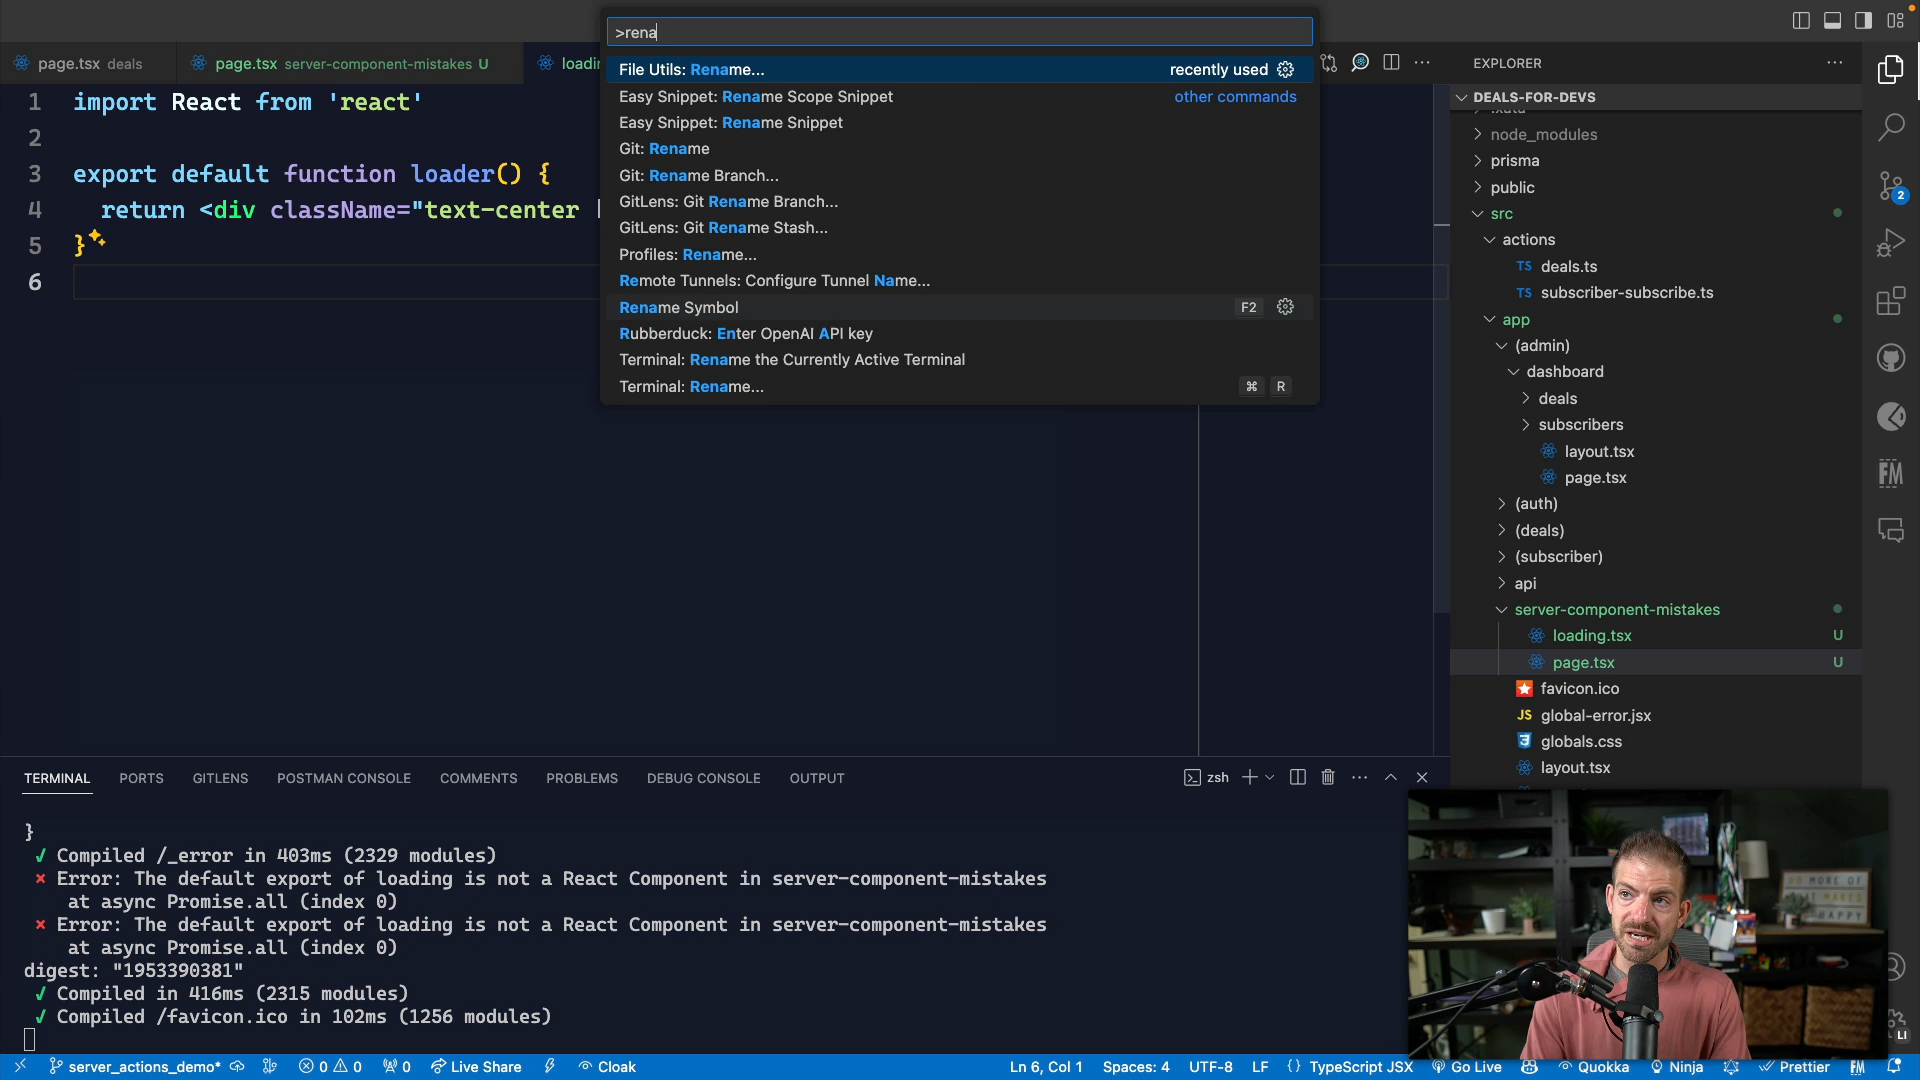 >rena
File Utils: Rename... recently used
Easy Snippet: Rename Scope Snippet other commands
Easy Snippet: Rename Snippet
Git: Rename
Git: Rename Branch...
GitLens: Git Rename Branch...
GitLens: Git Rename Stash...
Profiles: Rename...
Remote Tunnels: Configure Tunnel Name...
Rename Symbol F2
Rubberduck: Enter OpenAI API key
Terminal: Rename the Currently Active Terminal
Terminal: Rename... ⌘ R
page.tsx deals
page.tsx server-component-mistakes U
1 import React from 'react'
2
3 export default function loader() {
4 return <div className="text-center
5 }
6
EXPLORER
DEALS-FOR-DEVS
node_modules
prisma
public
src
actions
TS deals.ts
TS subscriber-subscribe.ts
app
(admin)
dashboard
deals
subscribers
layout.tsx
page.tsx
(auth)
(deals)
(subscriber)
api
server-component-mistakes
loading.tsx U
page.tsx U
favicon.ico
JS global-error.jsx
globals.css
layout.tsx
2
FM
TERMINAL PORTS GITLENS POSTMAN CONSOLE COMMENTS PROBLEMS DEBUG CONSOLE OUTPUT zsh
}
✓ Compiled /_error in 403ms (2329 modules)
⨯ Error: The default export of loading is not a React Component in server-component-mistakes
at async Promise.all (index 0)
⨯ Error: The default export of loading is not a React Component in server-component-mistakes
at async Promise.all (index 0)
digest: "1953390381"
✓ Compiled in 416ms (2315 modules)
✓ Compiled /favicon.ico in 102ms (1256 modules)
server_actions_demo* 0 0 0 Live Share Cloak Ln 6, Col 1 Spaces: 4 UTF-8 LF {} TypeScript JSX Go Live Quokka Ninja Prettier FM